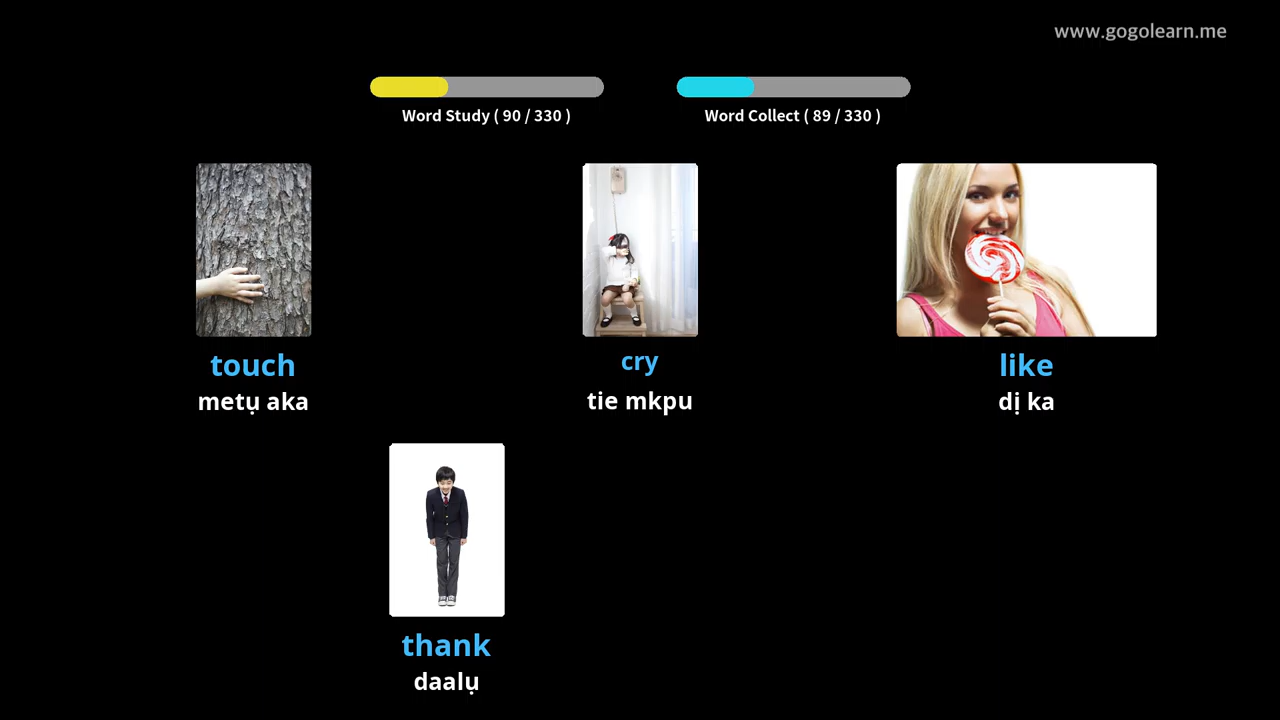 www.gogolearn.me
Word Study ( 90 / 330 )
Word Collect ( 89 / 330 )
touch
metụ aka
cry
tie mkpu
like
dị ka
thank
daalụ